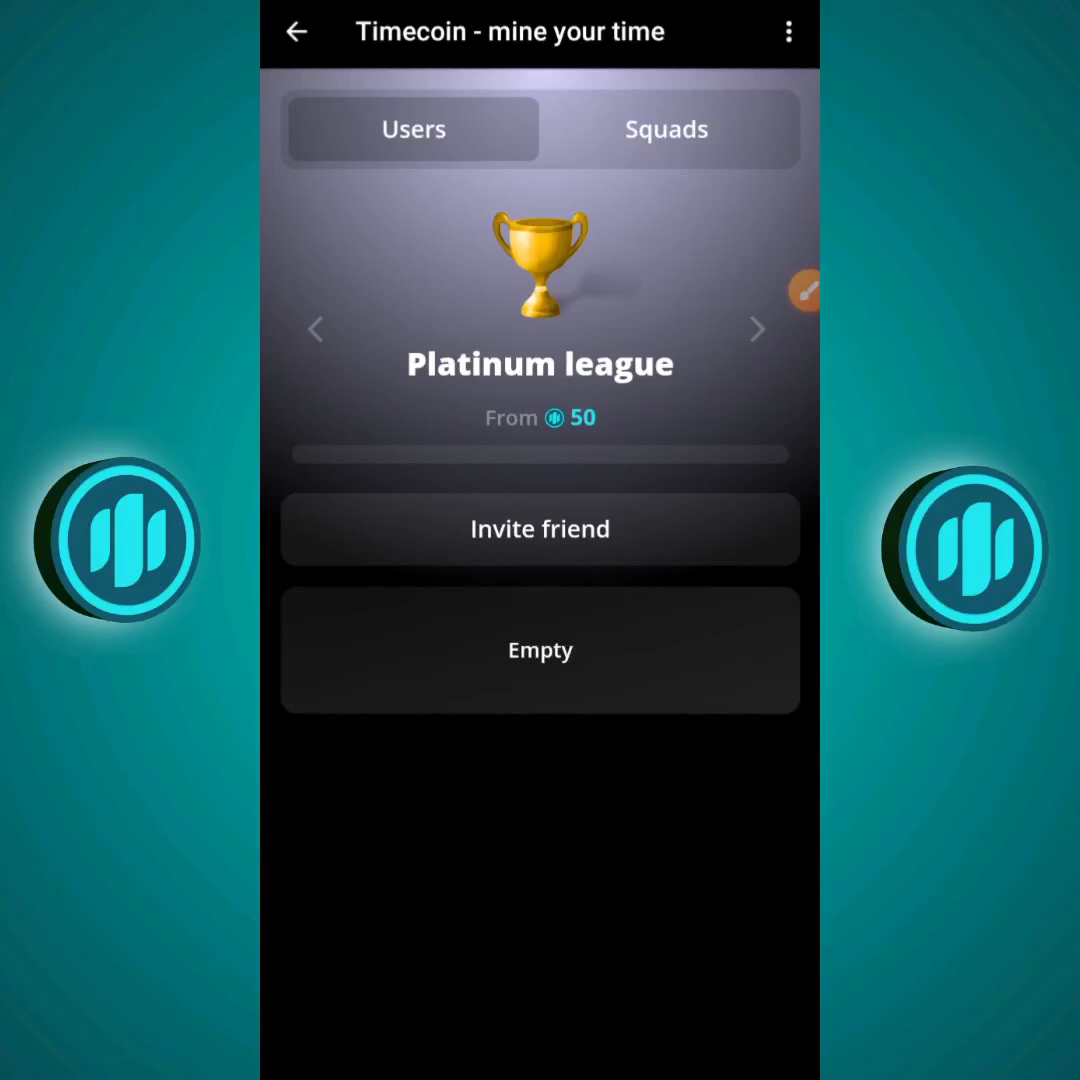 Timecoin - mine your time
Users
Squads
Platinum league
From 50
Invite friend
Empty